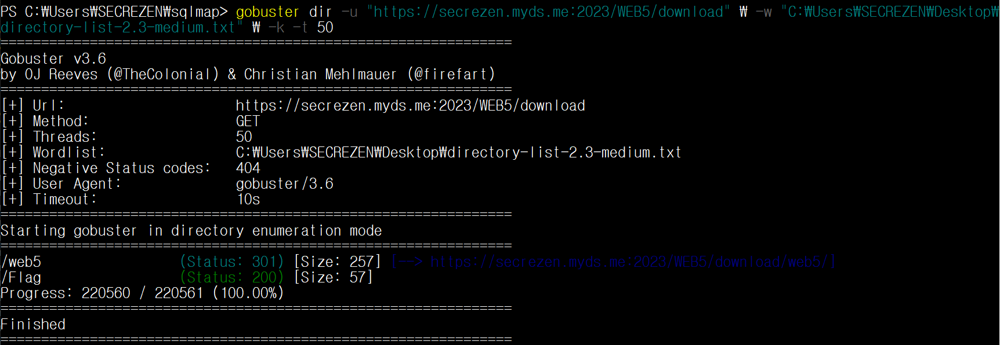 PS C:₩Users₩SECREZEN₩sqlmap> gobuster dir -u "https://secrezen.myds.me:2023/WEB5/download" ₩ -w "C:₩Users₩SECREZEN₩Desktop₩
directory-list-2.3-medium.txt" ₩ -k -t 50
===============================================================
Gobuster v3.6
by OJ Reeves (@TheColonial) & Christian Mehlmauer (@firefart)
===============================================================
[+] Url:                     https://secrezen.myds.me:2023/WEB5/download
[+] Method:                  GET
[+] Threads:                 50
[+] Wordlist:                C:₩Users₩SECREZEN₩Desktop₩directory-list-2.3-medium.txt
[+] Negative Status codes:   404
[+] User Agent:              gobuster/3.6
[+] Timeout:                 10s
===============================================================
Starting gobuster in directory enumeration mode
===============================================================
/web5                 (Status: 301) [Size: 257] [--> https://secrezen.myds.me:2023/WEB5/download/web5/]
/Flag                 (Status: 200) [Size: 57]
Progress: 220560 / 220561 (100.00%)
===============================================================
Finished
===============================================================